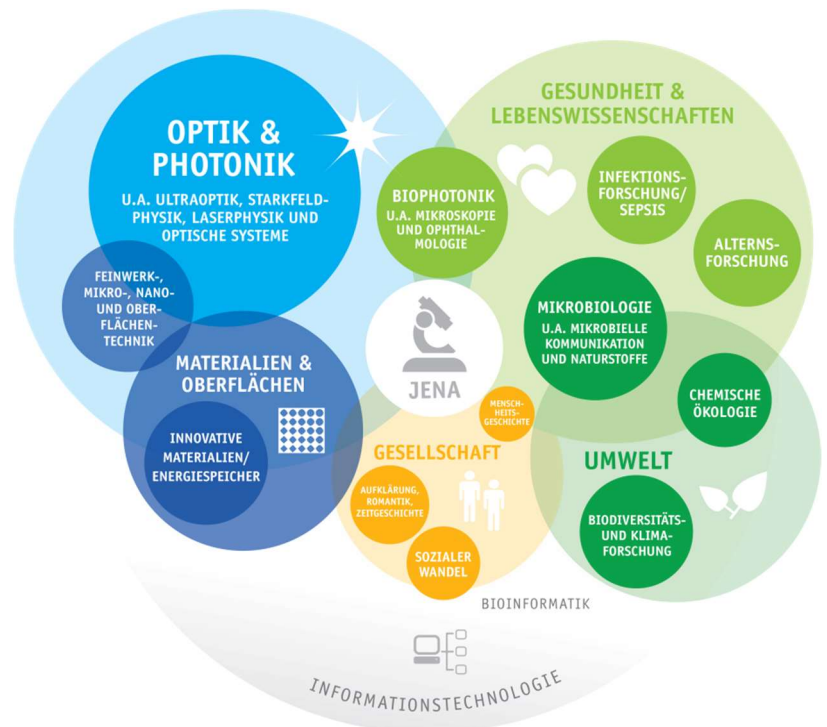 OPTIK &
PHOTONIK
U.A. ULTRAOPTIK, STARKFELD-
PHYSIK, LASERPHYSIK UND
OPTISCHE SYSTEME
FEINWERK-,
MIKRO-, NANO-
UND OBER-
FLÄCHEN-
TECHNIK
MATERIALIEN &
OBERFLÄCHEN
INNOVATIVE
MATERIALIEN/
ENERGIESPEICHER
GESUNDHEIT &
LEBENSWISSENSCHAFTEN
BIOPHOTONIK
U.A. MIKROSKOPIE
UND OPHTHAL-
MOLOGIE
INFEKTIONS-
FORSCHUNG/
SEPSIS
ALTERNS-
FORSCHUNG
MIKROBIOLOGIE
U.A. MIKROBIELLE
KOMMUNIKATION
UND NATURSTOFFE
JENA
CHEMISCHE
ÖKOLOGIE
UMWELT
BIODIVERSITÄTS-
UND KLIMA-
FORSCHUNG
MENSCH-
HEITS-
GESCHICHTE
GESELLSCHAFT
AUFKLÄRUNG,
ROMANTIK,
ZEITGESCHICHTE
SOZIALER
WANDEL
BIOINFORMATIK
INFORMATIONSTECHNOLOGIE